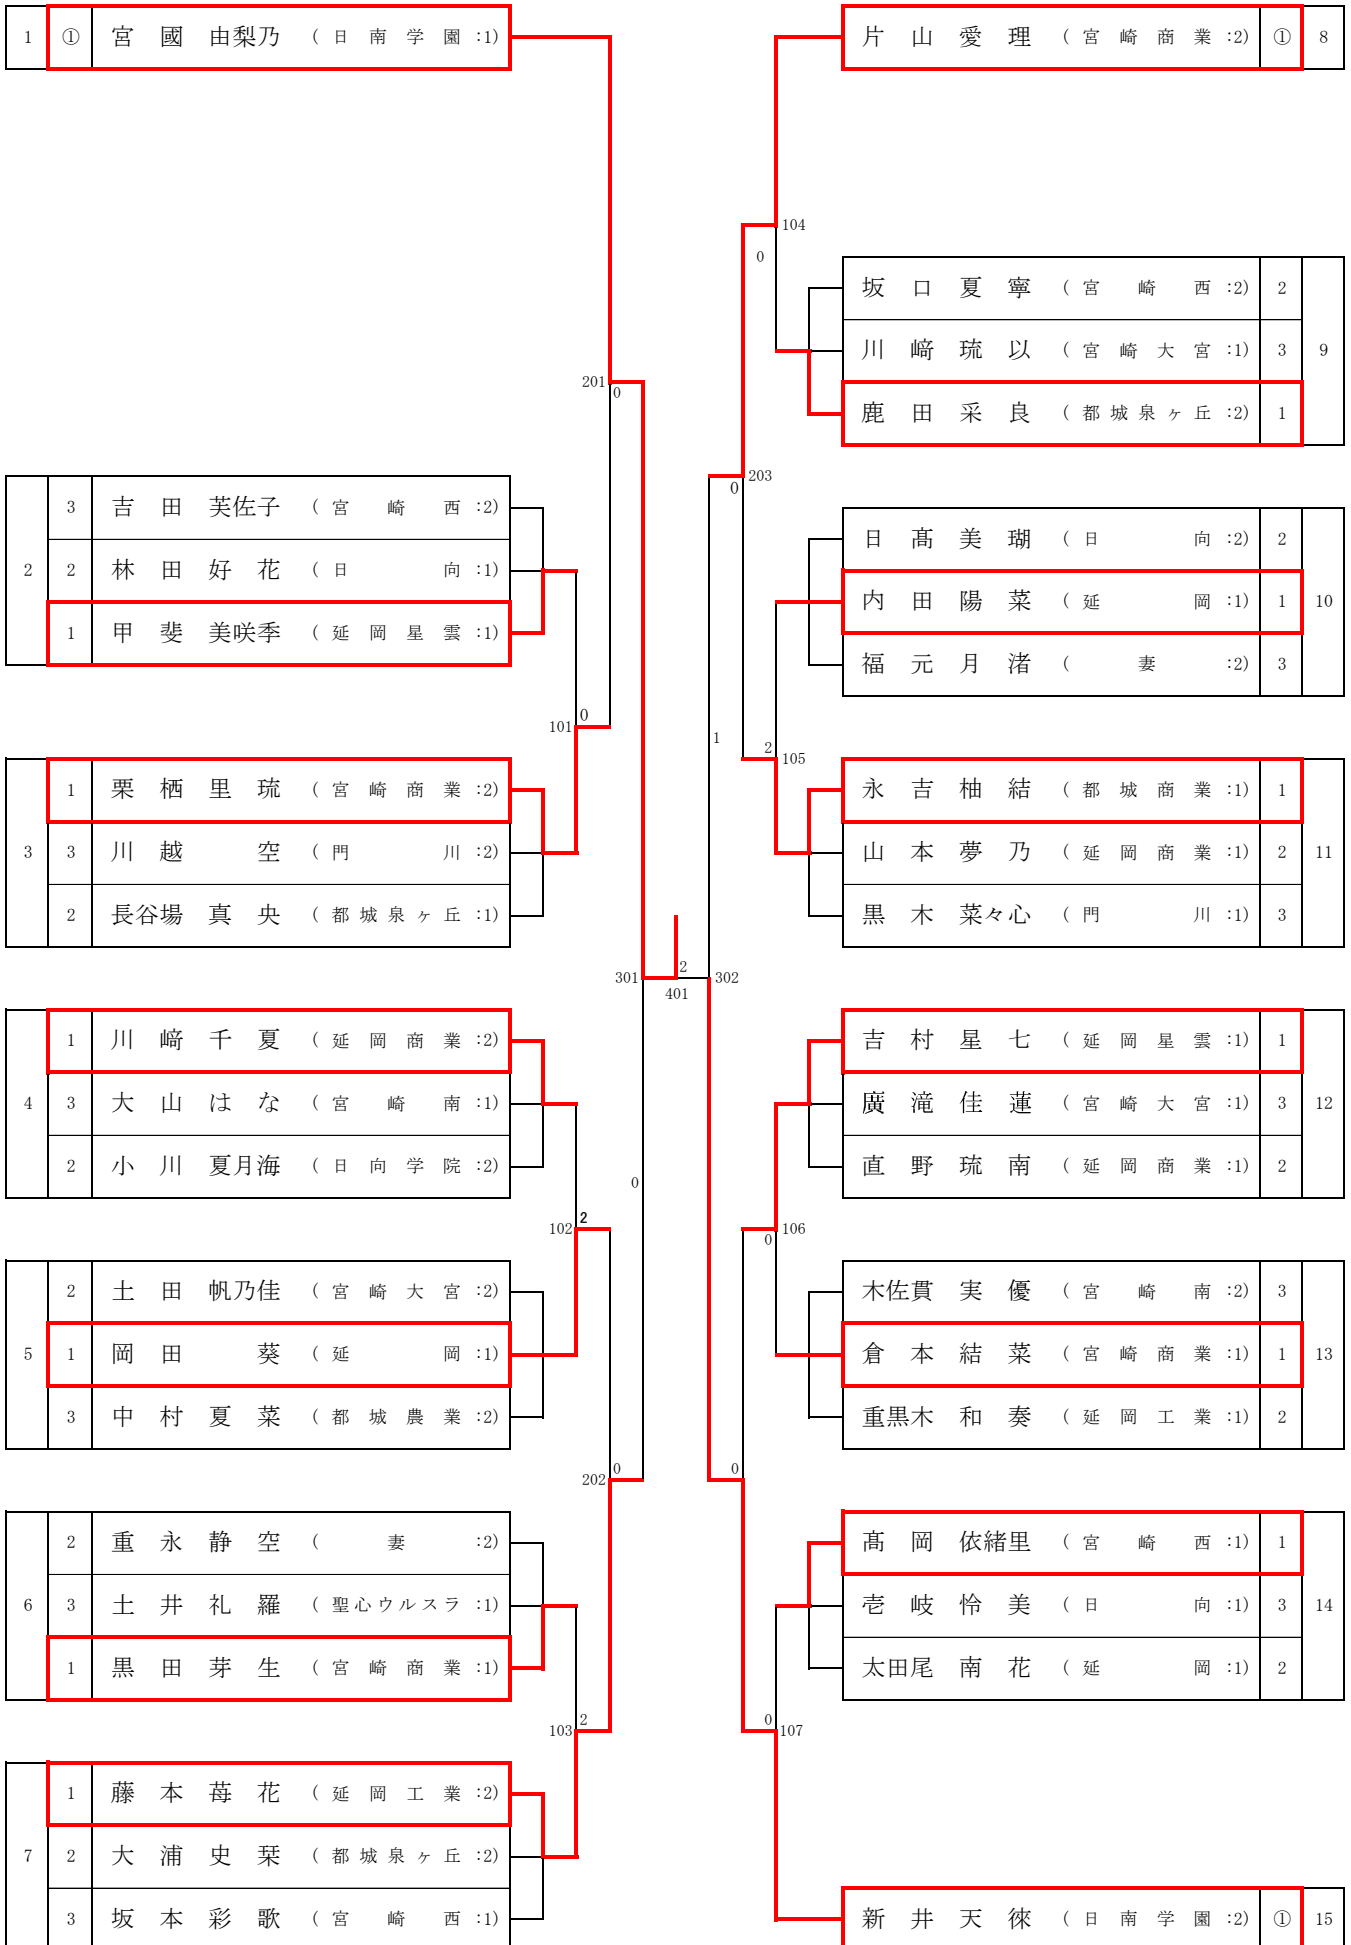 1 ① 宮 國 由梨乃 ( 日 南 学 園 :1)
201
0
3 吉 田 芙佐子 ( 宮 崎 西 :2)
2 2 林 田 好 花 ( 日 向 :1)
1 甲 斐 美咲季 ( 延 岡 星 雲 :1)
101 0
1 栗 栖 里 琉 ( 宮 崎 商 業 :2)
3 3 川 越 空 ( 門 川 :2)
2 長谷場 真 央 ( 都 城 泉 ヶ 丘 :1)
1 川 﨑 千 夏 ( 延 岡 商 業 :2)
4 3 大 山 は な ( 宮 崎 南 :1)
2 小 川 夏月海 ( 日 向 学 院 :2)
102 2
2 土 田 帆乃佳 ( 宮 崎 大 宮 :2)
5 1 岡 田 葵 ( 延 岡 :1)
3 中 村 夏 菜 ( 都 城 農 業 :2)
202 0
2 重 永 静 空 ( 妻 :2)
6 3 土 井 礼 羅 ( 聖心ウルスラ :1)
1 黒 田 芽 生 ( 宮 崎 商 業 :1)
103 2
1 藤 本 苺 花 ( 延 岡 工 業 :2)
7 2 大 浦 史 栞 ( 都 城 泉 ヶ 丘 :2)
3 坂 本 彩 歌 ( 宮 崎 西 :1)
301 2 302
401
0
1
片 山 愛 理 ( 宮 崎 商 業 :2) ① 8
104
0
坂 口 夏 寧 ( 宮 崎 西 :2) 2
川 﨑 琉 以 ( 宮 崎 大 宮 :1) 3 9
鹿 田 采 良 ( 都 城 泉 ヶ 丘 :2) 1
203
0
日 髙 美 瑚 ( 日 向 :2) 2
内 田 陽 菜 ( 延 岡 :1) 1 10
福 元 月 渚 ( 妻 :2) 3
2 105
永 吉 柚 結 ( 都 城 商 業 :1) 1
山 本 夢 乃 ( 延 岡 商 業 :1) 2 11
黒 木 菜々心 ( 門 川 :1) 3
吉 村 星 七 ( 延 岡 星 雲 :1) 1
廣 滝 佳 蓮 ( 宮 崎 大 宮 :1) 3 12
直 野 琉 南 ( 延 岡 商 業 :1) 2
106
0
木佐貫 実 優 ( 宮 崎 南 :2) 3
倉 本 結 菜 ( 宮 崎 商 業 :1) 1 13
重黒木 和 奏 ( 延 岡 工 業 :1) 2
0
髙 岡 依緒里 ( 宮 崎 西 :1) 1
壱 岐 怜 美 ( 日 向 :1) 3 14
太田尾 南 花 ( 延 岡 :1) 2
0 107
新 井 天 徠 ( 日 南 学 園 :2) ① 15